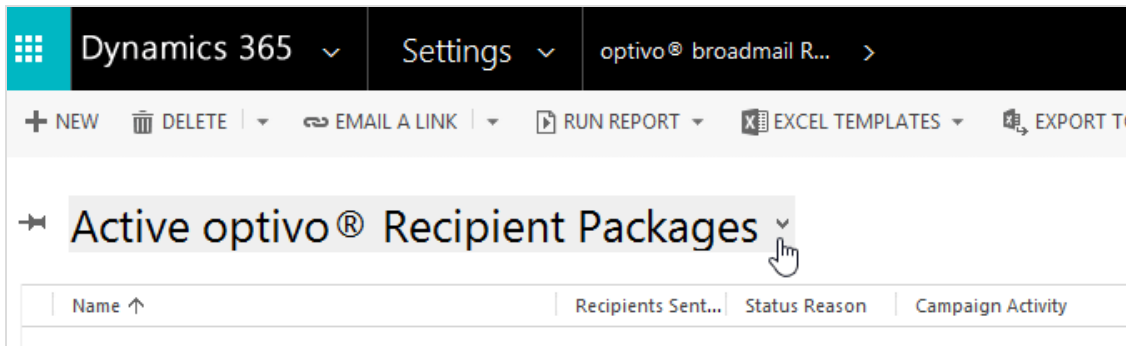 Dynamics 365 Settings optivo® broadmail R...
NEW DELETE EMAIL A LINK RUN REPORT EXCEL TEMPLATES EXPORT
Active optivo® Recipient Packages
Name Recipients Sent... Status Reason Campaign Activity